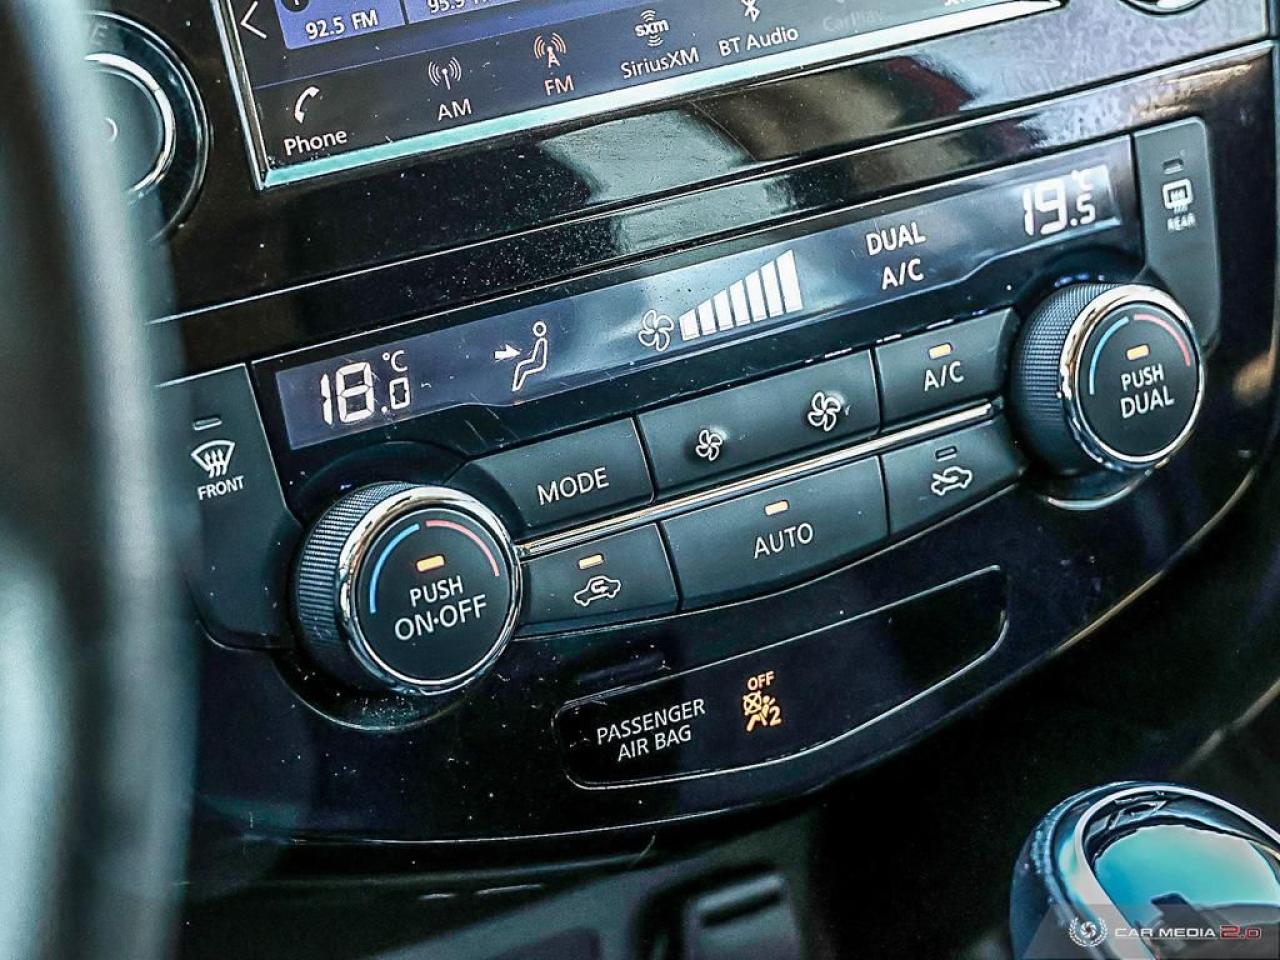 92.5 FM
Phone
AM
FM
sxm
SiriusXM
BT Audio
CarPlay
18.0 °C
DUAL
A/C
19.5 °C
REAR
FRONT
MODE
A/C
PUSH
DUAL
PUSH
ON•OFF
AUTO
PASSENGER
AIR BAG
OFF
2
CAR MEDIA 2.0